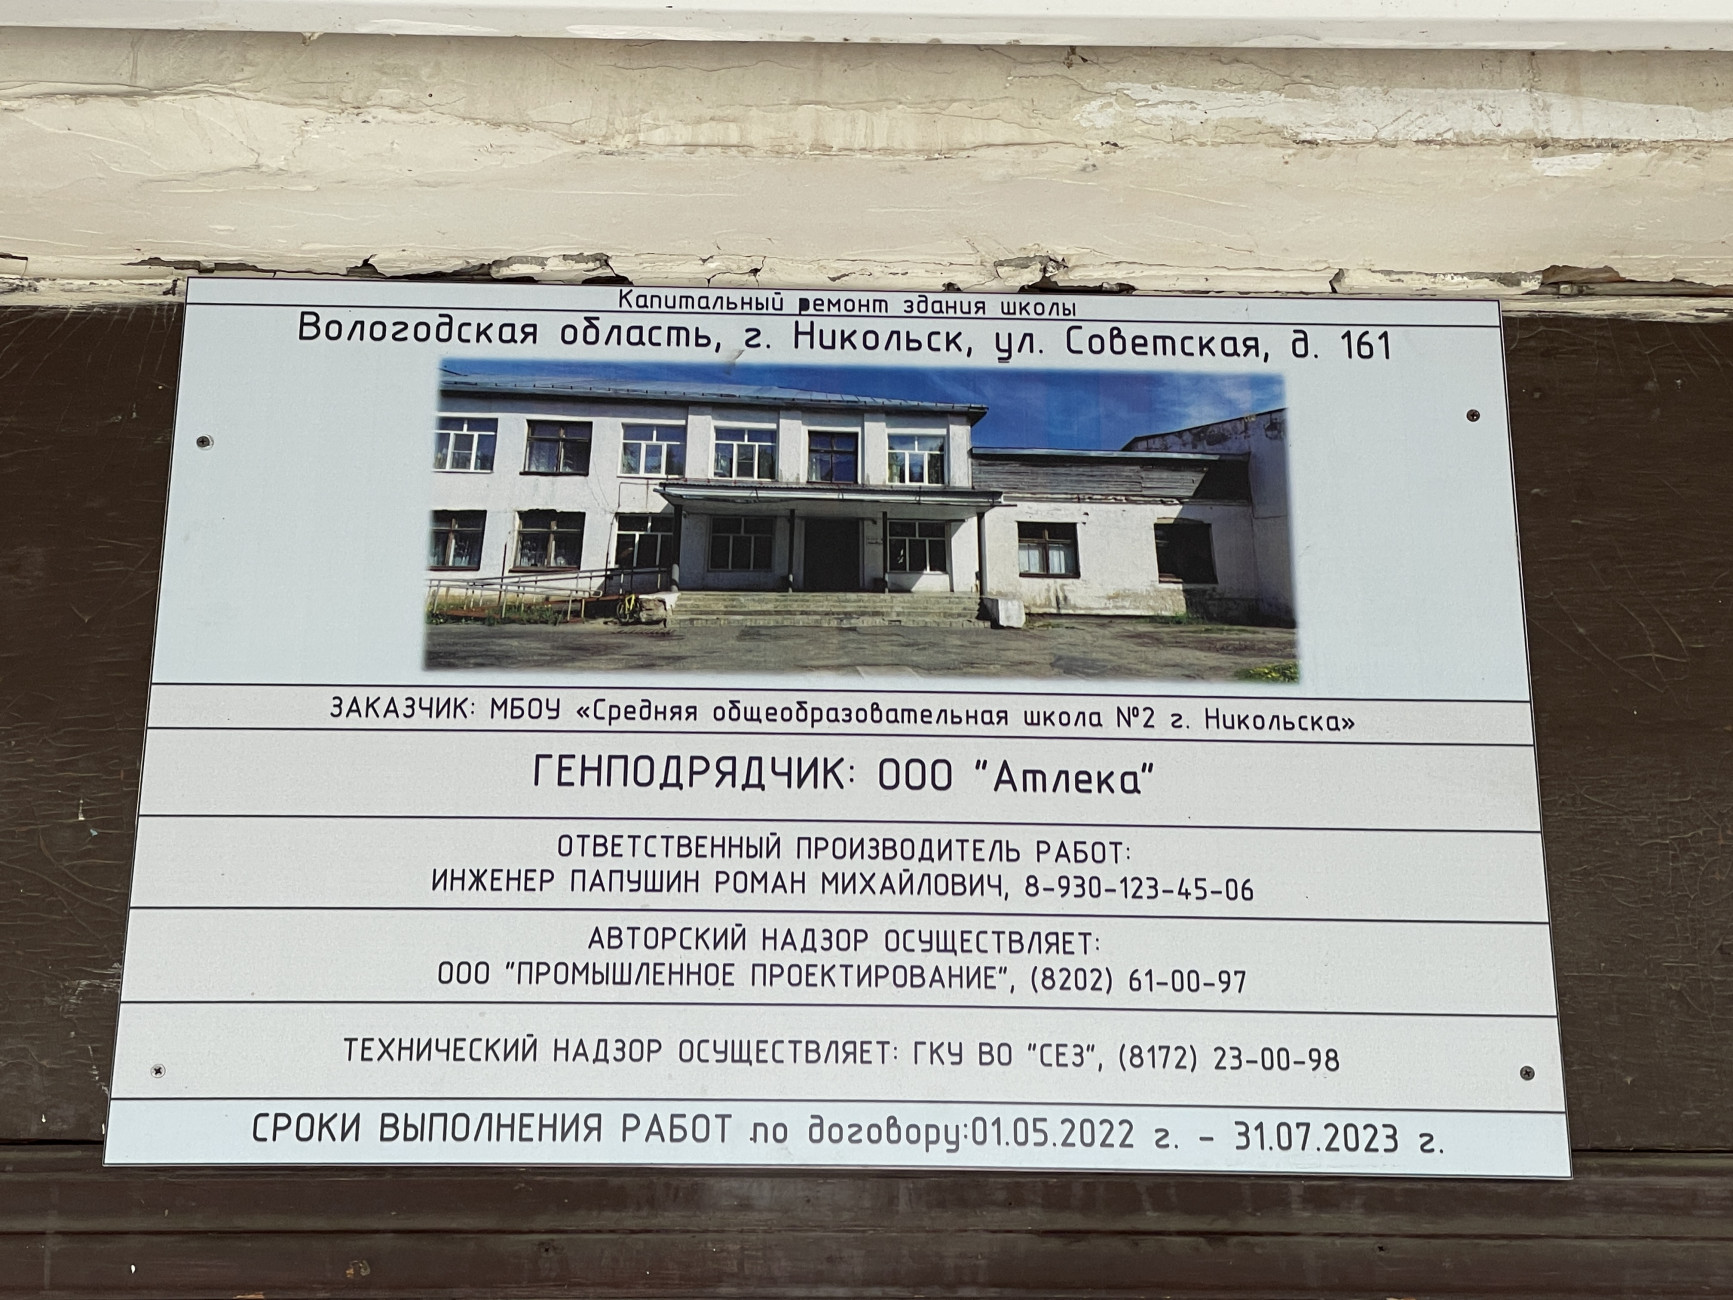 Капитальный ремонт здания школы
Вологодская область, г. Никольск, ул. Советская, д. 161
ЗАКАЗЧИК: МБОУ «Средняя общеобразовательная школа №2 г. Никольска»
ГЕНПОДРЯДЧИК: ООО "Атлека"
ОТВЕТСТВЕННЫЙ ПРОИЗВОДИТЕЛЬ РАБОТ:
ИНЖЕНЕР ПАПУШИН РОМАН МИХАЙЛОВИЧ, 8-930-123-45-06
АВТОРСКИЙ НАДЗОР ОСУЩЕСТВЛЯЕТ:
ООО "ПРОМЫШЛЕННОЕ ПРОЕКТИРОВАНИЕ", (8202) 61-00-97
ТЕХНИЧЕСКИЙ НАДЗОР ОСУЩЕСТВЛЯЕТ: ГКУ ВО "СЕЗ", (8172) 23-00-98
СРОКИ ВЫПОЛНЕНИЯ РАБОТ по договору:01.05.2022 г. - 31.07.2023 г.